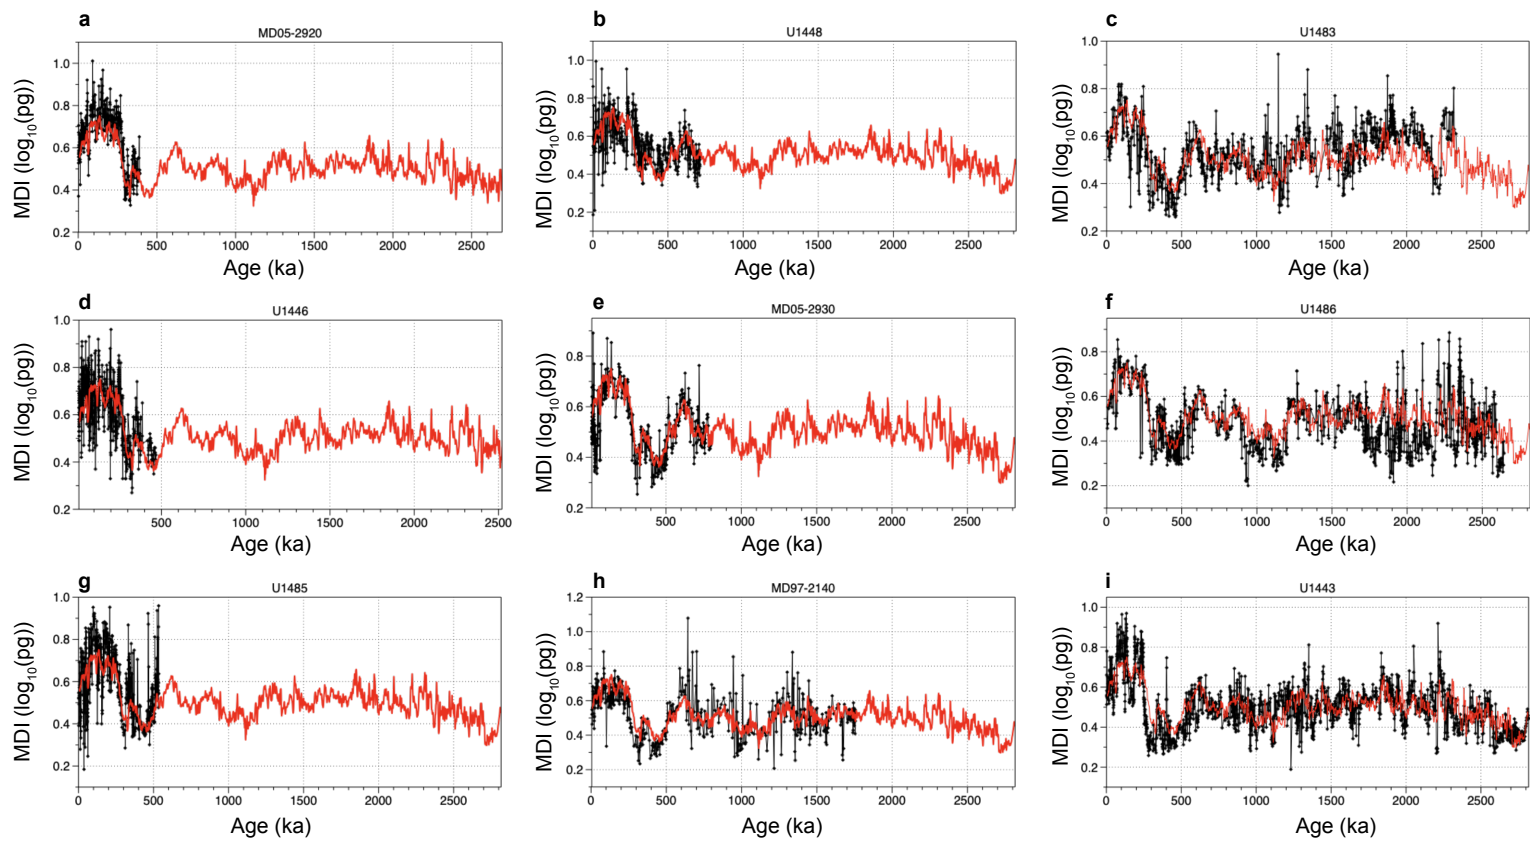 a
MD05-2920
MDI (log10(pg))
1.0
0.8
0.6
0.4
0.2
0 500 1000 1500 2000 2500
Age (ka)
b
U1448
MDI (log10(pg))
1.0
0.8
0.6
0.4
0.2
0 500 1000 1500 2000 2500
Age (ka)
c
U1483
MDI (log10(pg))
1.0
0.8
0.6
0.4
0.2
0 500 1000 1500 2000 2500
Age (ka)
d
U1446
MDI (log10(pg))
1.0
0.8
0.6
0.4
0.2
500 1000 1500 2000 2500
Age (ka)
e
MD05-2930
MDI (log10(pg))
0.8
0.6
0.4
0.2
500 1000 1500 2000 2500
Age (ka)
f
U1486
MDI (log10(pg))
0.8
0.6
0.4
0.2
0 500 1000 1500 2000 2500
Age (ka)
g
U1485
MDI (log10(pg))
1.0
0.8
0.6
0.4
0.2
0 500 1000 1500 2000 2500
Age (ka)
h
MD97-2140
MDI (log10(pg))
1.2
1.0
0.8
0.6
0.4
0.2
0 500 1000 1500 2000 2500
Age (ka)
i
U1443
MDI (log10(pg))
1.0
0.8
0.6
0.4
0.2
0 500 1000 1500 2000 2500
Age (ka)